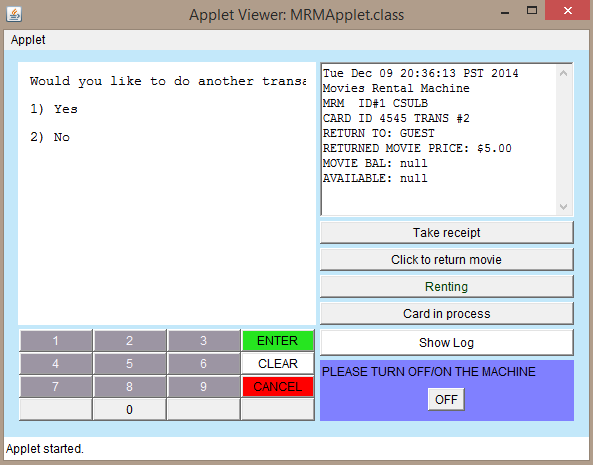 Applet Viewer: MRMApplet.class
Applet
Would you like to do another transa
1) Yes
2) No
Tue Dec 09 20:36:13 PST 2014
Movies Rental Machine
MRM  ID#1 CSULB
CARD ID 4545 TRANS #2
RETURN TO: GUEST
RETURNED MOVIE PRICE: $5.00
MOVIE BAL: null
AVAILABLE: null
Take receipt
Click to return movie
Renting
Card in process
Show Log
1 2 3 ENTER
4 5 6 CLEAR
7 8 9 CANCEL
0
PLEASE TURN OFF/ON THE MACHINE
OFF
Applet started.